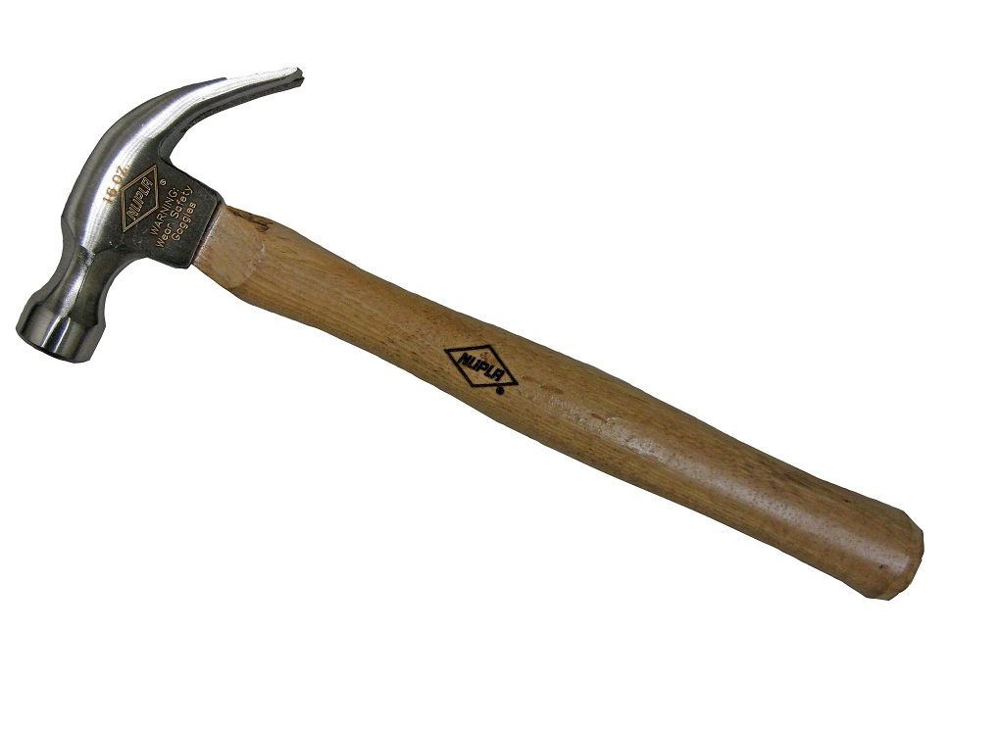 16 OZ.
NUPLA ®
WARNING:
Wear Safety
Goggles
NUPLA